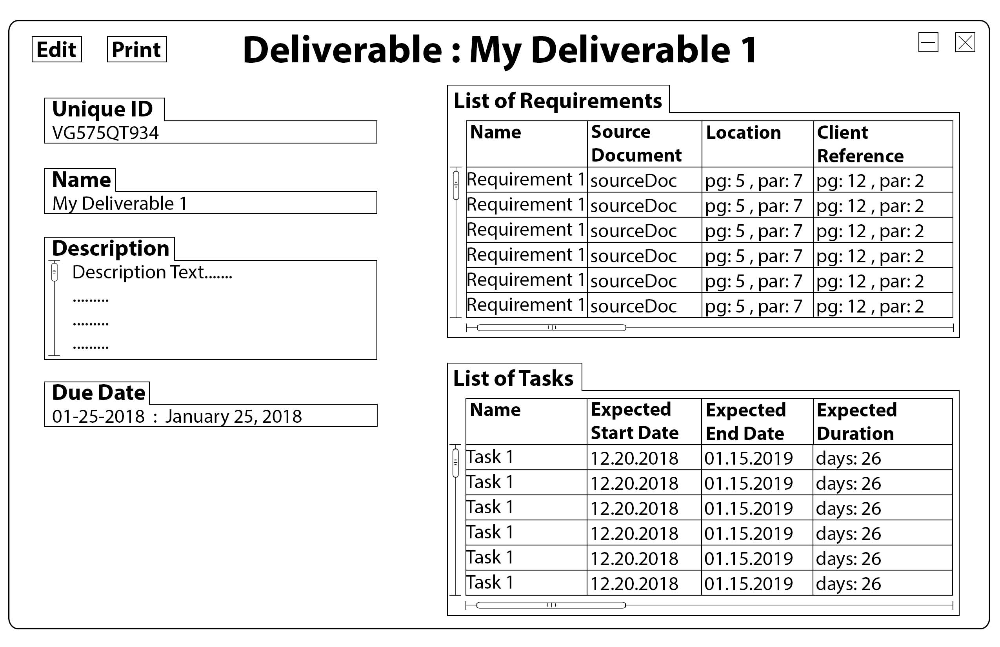 Edit
Print
Deliverable : My Deliverable 1
Unique ID
VG575QT934
Name
My Deliverable 1
Description
Description Text.......
.........
.........
.........
Due Date
01-25-2018 : January 25, 2018
List of Requirements
Name Source Document Location Client Reference
Requirement 1 sourceDoc pg: 5 , par: 7 pg: 12 , par: 2
Requirement 1 sourceDoc pg: 5 , par: 7 pg: 12 , par: 2
Requirement 1 sourceDoc pg: 5 , par: 7 pg: 12 , par: 2
Requirement 1 sourceDoc pg: 5 , par: 7 pg: 12 , par: 2
Requirement 1 sourceDoc pg: 5 , par: 7 pg: 12 , par: 2
Requirement 1 sourceDoc pg: 5 , par: 7 pg: 12 , par: 2
List of Tasks
Name Expected Start Date Expected End Date Expected Duration
Task 1 12.20.2018 01.15.2019 days: 26
Task 1 12.20.2018 01.15.2019 days: 26
Task 1 12.20.2018 01.15.2019 days: 26
Task 1 12.20.2018 01.15.2019 days: 26
Task 1 12.20.2018 01.15.2019 days: 26
Task 1 12.20.2018 01.15.2019 days: 26